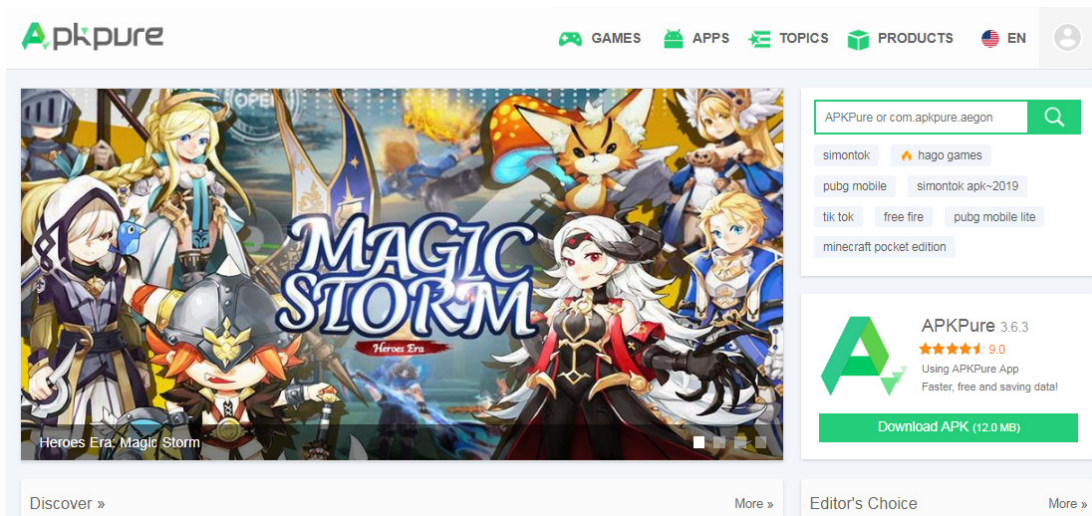 Apkpure
GAMES
APPS
TOPICS
PRODUCTS
EN
OPEN
MAGIC
STORM
Heroes Era
Heroes Era: Magic Storm
APKPure or com.apkpure.aegon
simontok
hago games
pubg mobile
simontok apk~2019
tik tok
free fire
pubg mobile lite
minecraft pocket edition
APKPure 3.6.3
9.0
Using APKPure App
Faster, free and saving data!
Download APK (12.0 MB)
Discover »
More »
Editor's Choice
More »